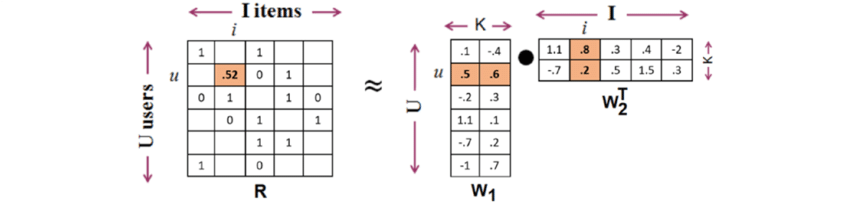 I items
i
U users
u
1 1
.52 0 1
0 1 1 0
0 1 1
1 1
1 0
R
≈
K
U
u
.1 -.4
.5 .6
-.2 .3
1.1 .1
-.7 .2
-1 .7
W1
I
i
1.1 .8 .3 .4 -2
-.7 .2 .5 1.5 .3
K
W2T